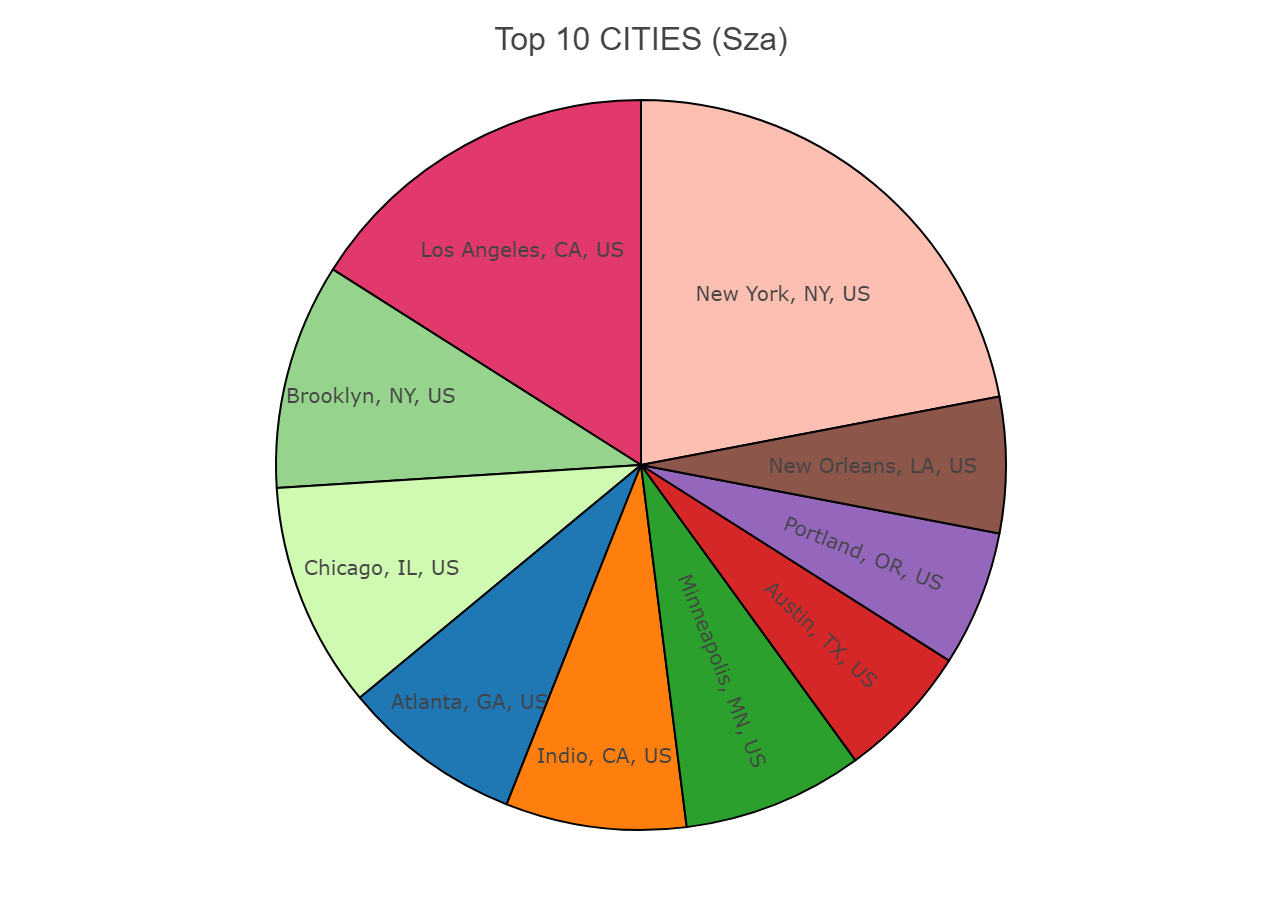 Top 10 CITIES (Sza)
Los Angeles, CA, US
New York, NY, US
Brooklyn, NY, US
New Orleans, LA, US
Portland, OR, US
Chicago, IL, US
Austin, TX, US
Minneapolis, MN, US
Atlanta, GA, US
Indio, CA, US